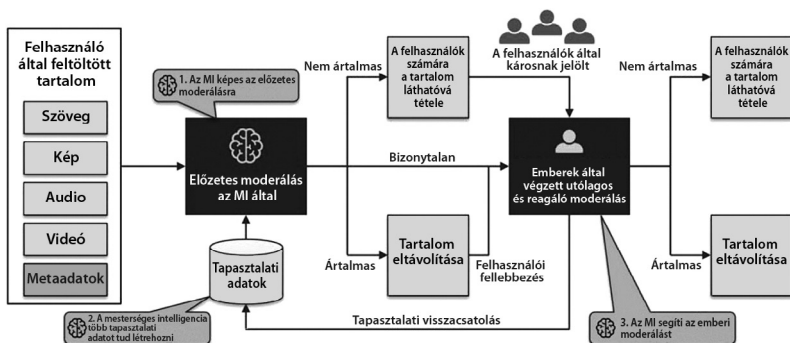 Felhasználó
által feltöltött
tartalom
Szöveg
Kép
Audio
Videó
Metaadatok
1. Az MI képes az előzetes
moderálásra
Előzetes moderálás
az MI által
Tapasztalati
adatok
2. A mesterséges intelligencia
több tapasztalati
adatot tud létrehozni
Nem ártalmas
Bizonytalan
Ártalmas
A felhasználók
számára
a tartalom
láthatóvá
tétele
Tartalom
eltávolítása
Felhasználói
fellebbezés
Tapasztalati visszacsatolás
A felhasználók által
károsnak jelölt
Emberek által
végzett utólagos
és reagáló moderálás
3. Az MI segíti az emberi
moderálást
Nem ártalmas
Ártalmas
A felhasználók
számára
a tartalom
láthatóvá
tétele
Tartalom
eltávolítása